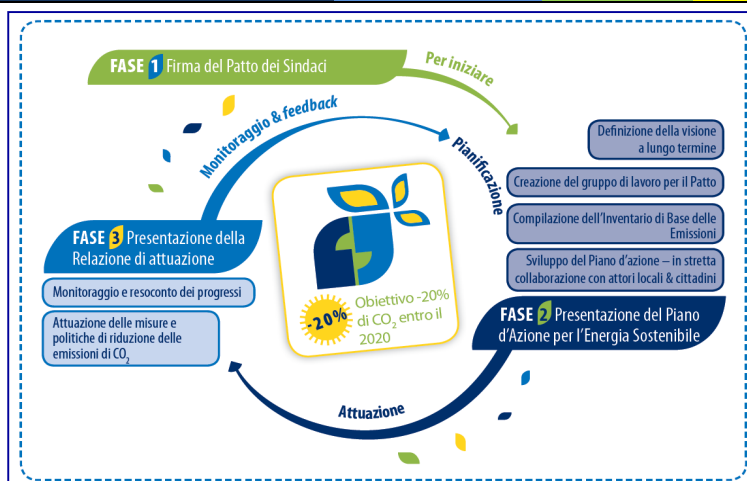 FASE 1 Firma del Patto dei Sindaci
Per iniziare
Monitoraggio & feedback
Pianificazione
Definizione della visione
a lungo termine
Creazione del gruppo di lavoro per il Patto
Compilazione dell'Inventario di Base delle
Emissioni
Sviluppo del Piano d'azione – in stretta
collaborazione con attori locali & cittadini
FASE 2 Presentazione del Piano
d'Azione per l'Energia Sostenibile
FASE 3 Presentazione della
Relazione di attuazione
Monitoraggio e resoconto dei progressi
Attuazione delle misure e
politiche di riduzione delle
emissioni di CO₂
-20%
Obiettivo -20%
di CO₂ entro il
2020
Attuazione